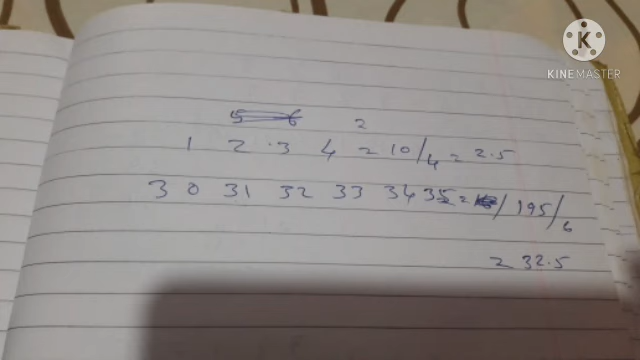 KINEMASTER
5 6 2
1 2 . 3 4 = 10/4 = 2.5
30 31 32 33 34 35 = / 195/6
= 32.5